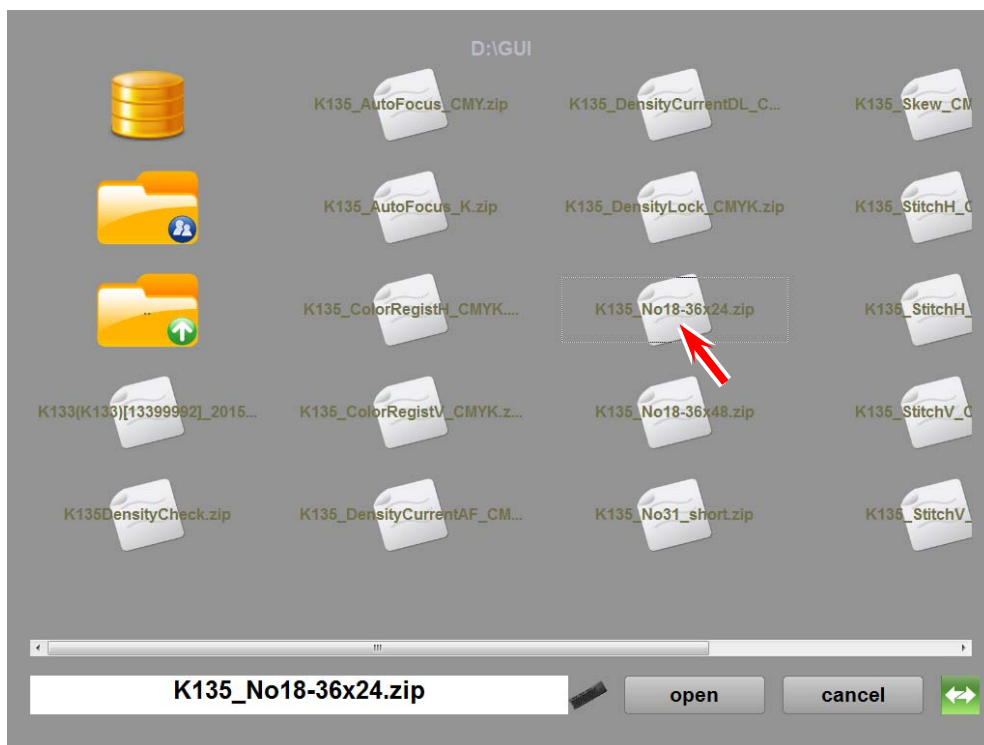 D:\GUI
K135_AutoFocus_CMY.zip
K135_DensityCurrentDL_C...
K135_Skew_CM
K135_AutoFocus_K.zip
K135_DensityLock_CMYK.zip
K135_StitchH_C
..
K135_ColorRegistH_CMYK....
K135_No18-36x24.zip
K135_StitchH_
K133(K133)[13399992]_2015...
K135_ColorRegistV_CMYK.z...
K135_No18-36x48.zip
K135_StitchV_C
K135DensityCheck.zip
K135_DensityCurrentAF_CM...
K135_No31_short.zip
K135_StitchV_
K135_No18-36x24.zip
open
cancel